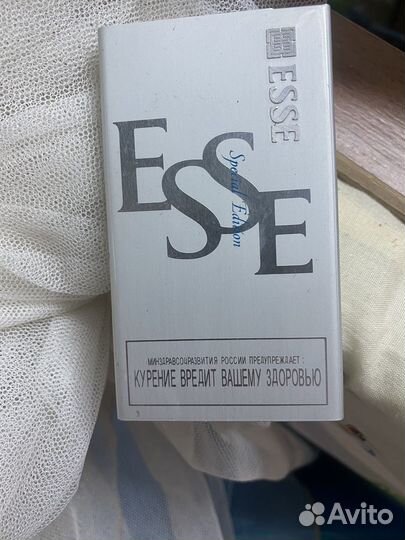 ESSE
ESSE
Special Edition
МИНЗДРАВСОЦРАЗВИТИЯ РОССИИ ПРЕДУПРЕЖДАЕТ:
КУРЕНИЕ ВРЕДИТ ВАШЕМУ ЗДОРОВЬЮ
Avito